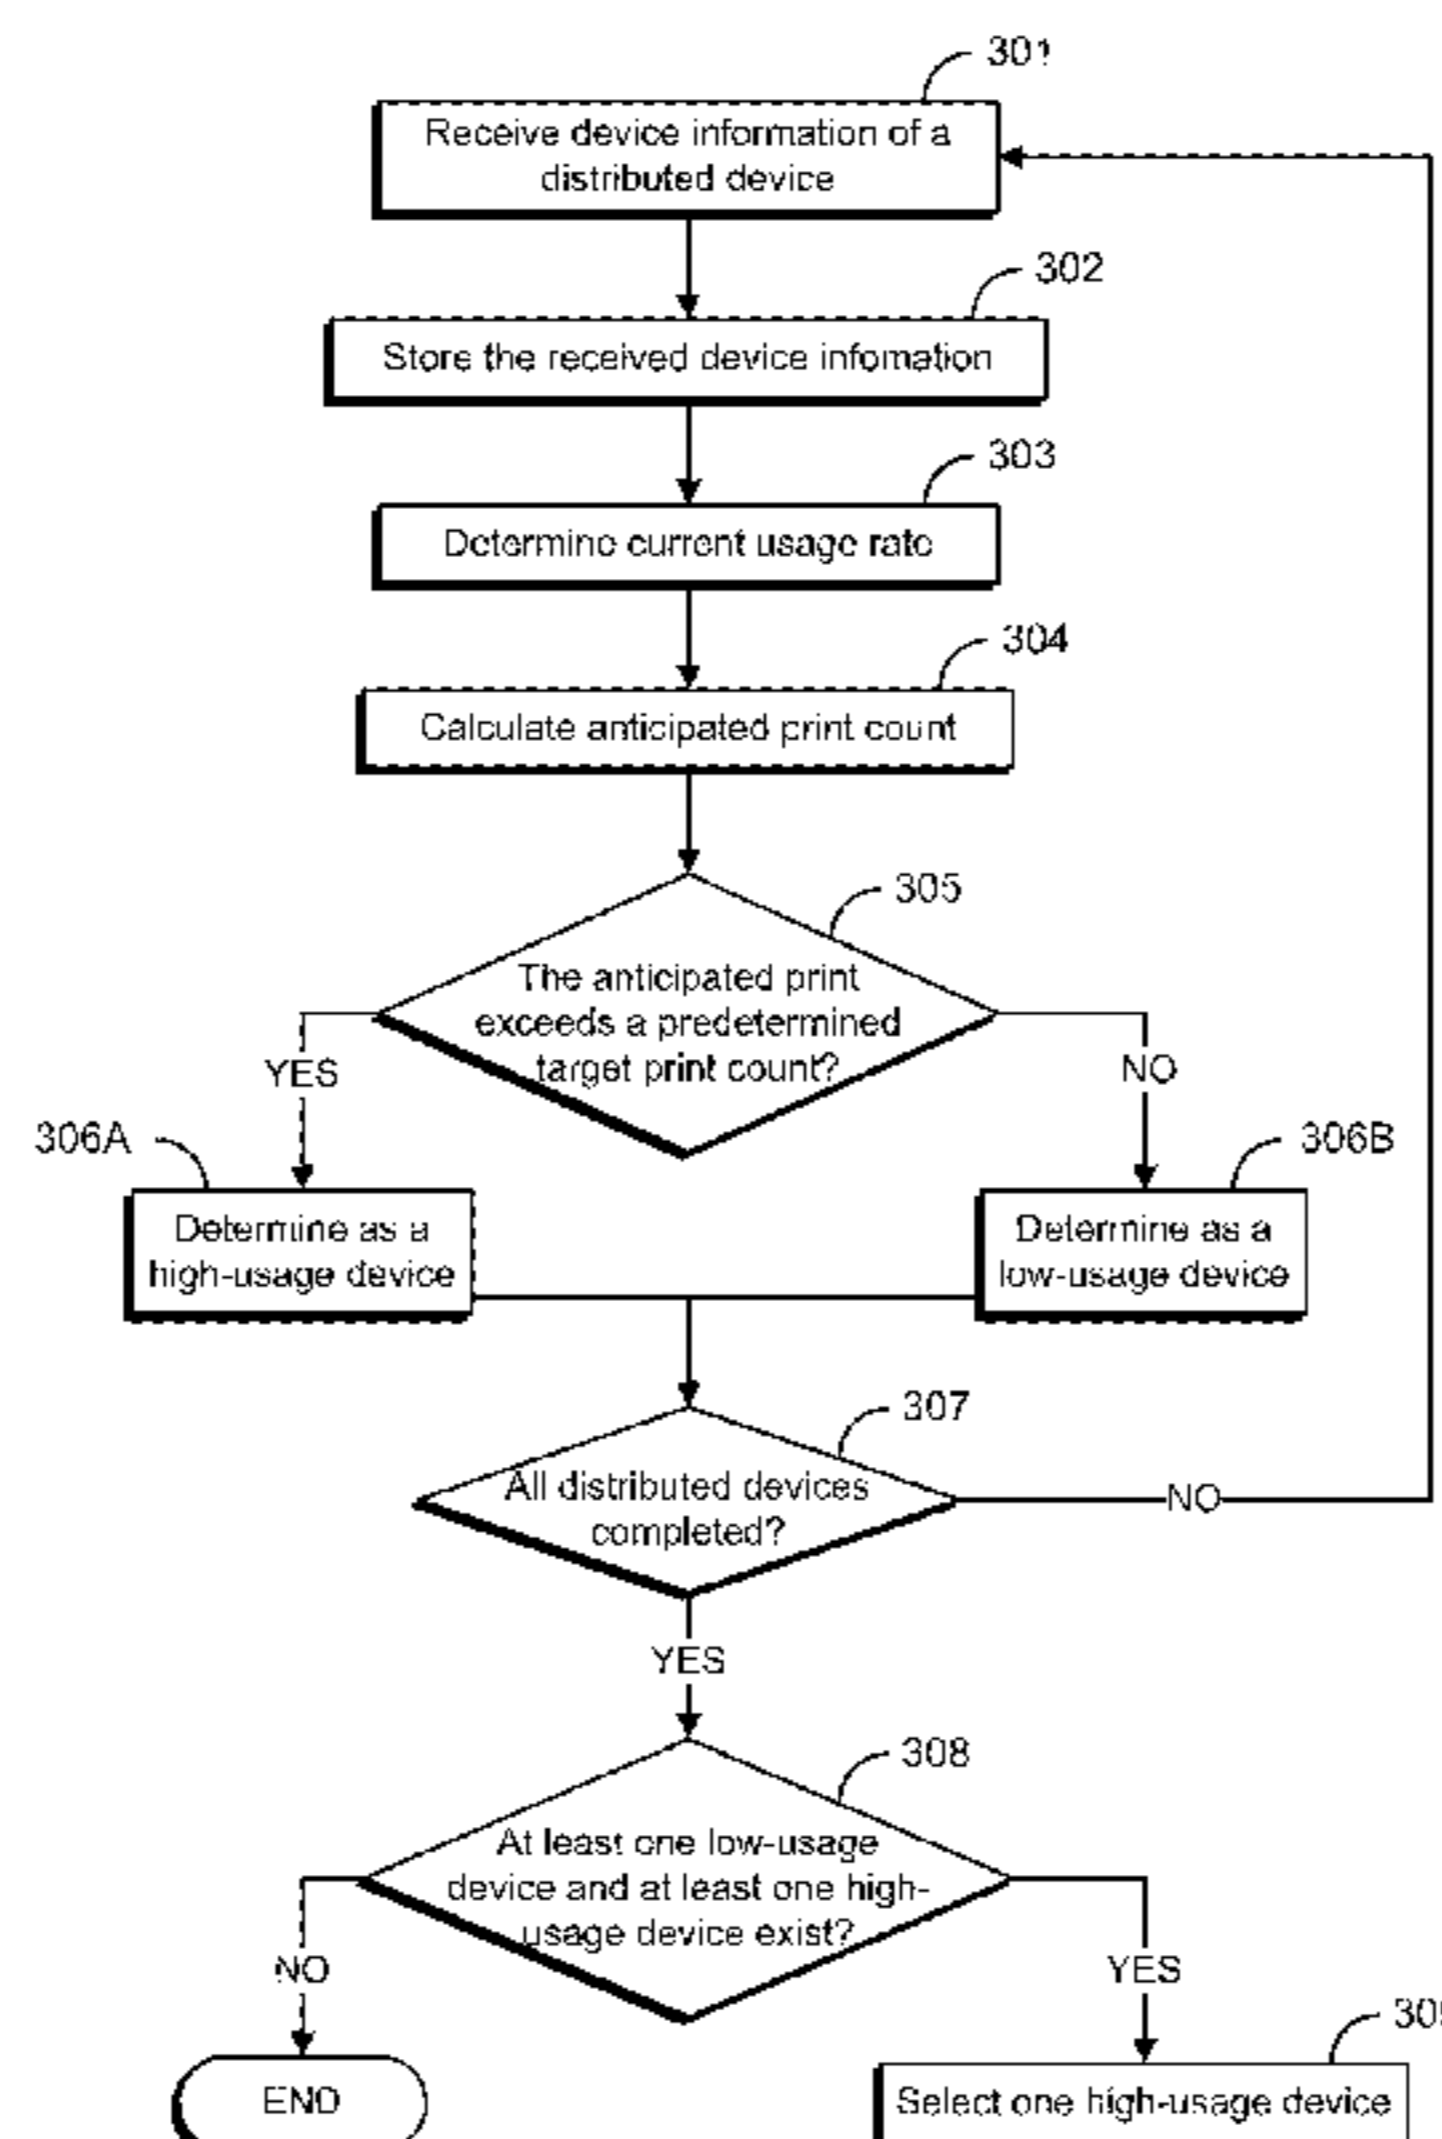 301
Receive device information of a
distributed device
302
Store the received device infomation
303
Determine current usage rate
304
Calculate anticipated print count
305
The anticipated print
exceeds a predetermined
target print count?
YES
NO
306A
306B
Determine as a
high-usage device
Determine as a
low-usage device
307
All distributed devices
completed?
NO
YES
308
At least one low-usage
device and at least one high-
usage device exist?
NO
YES
END
Select one high-usage device